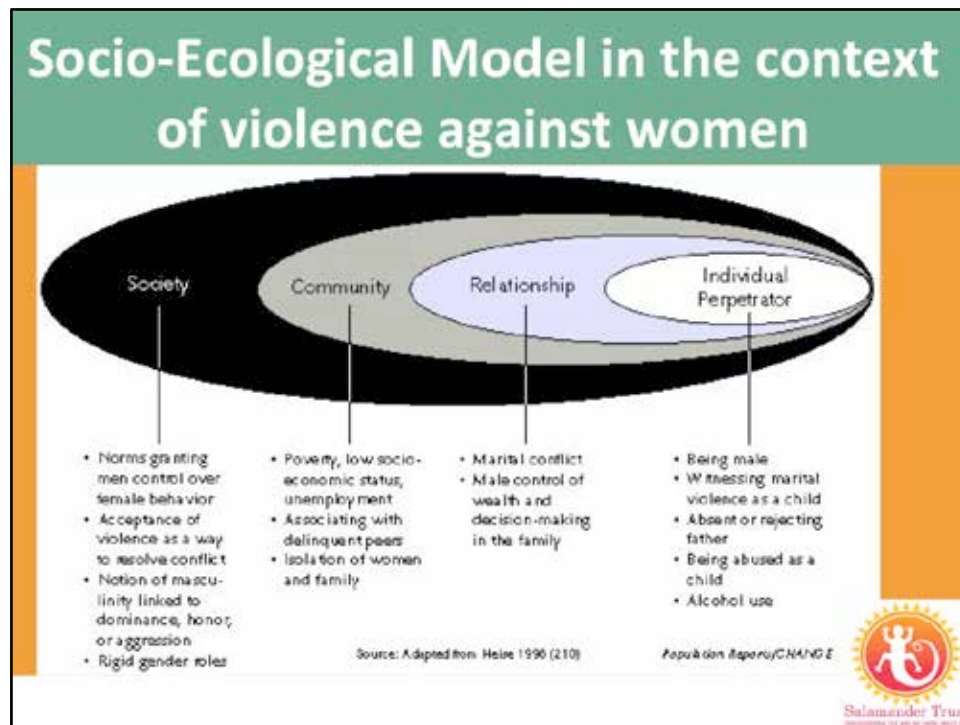 Socio-Ecological Model in the context
of violence against women
Society
Community
Relationship
Individual
Perpetrator
• Norms granting
men control over
female behavior
• Acceptance of
violence as a way
to resolve conflict
• Notion of mascu-
linity linked to
dominance, honor,
or aggression
• Rigid gender roles
• Poverty, low socio-
economic status,
unemployment
• Associating with
delinquent peers
• Isolation of women
and family
• Marital conflict
• Male control of
wealth and
decision-making
in the family
• Being male
• Witnessing marital
violence as a child
• Absent or rejecting
father
• Being abused as a
child
• Alcohol use
Source: Adapted from Heise 1998 (210)
Population Reports/CHANGE
Salamander Trus